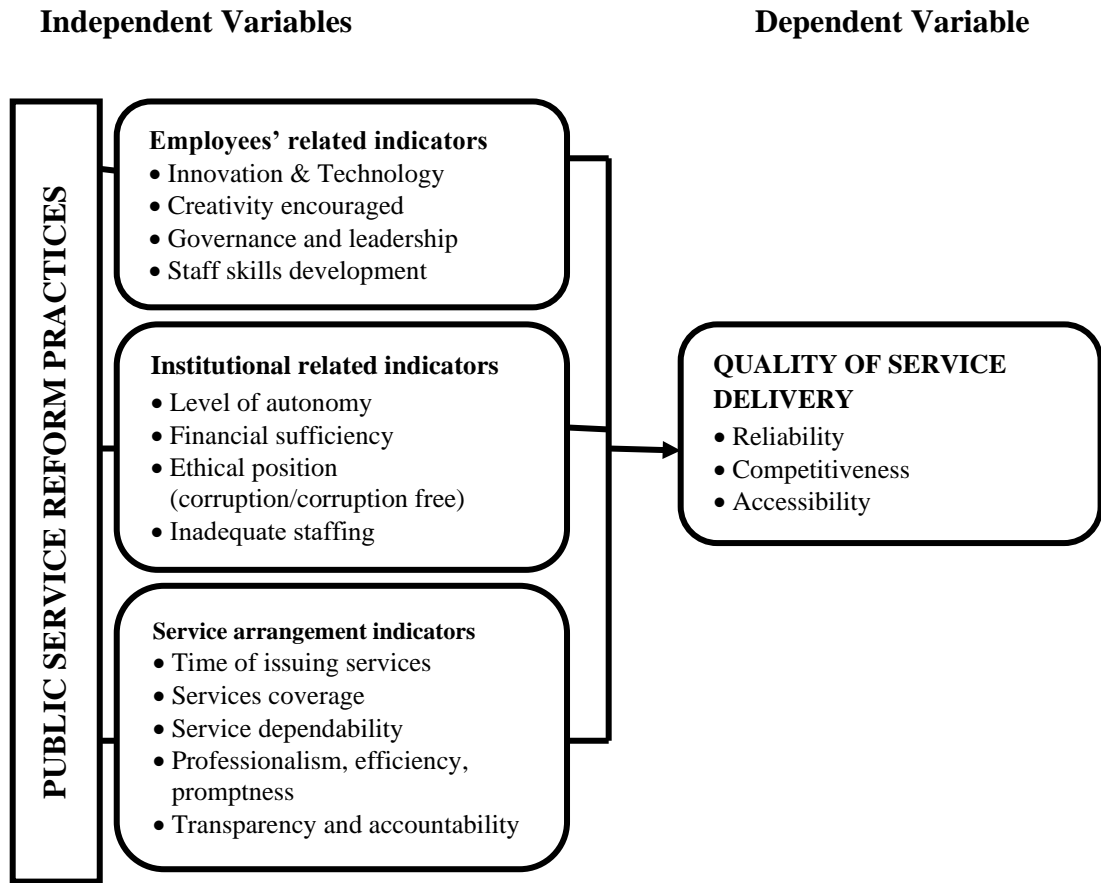 Independent Variables
Dependent Variable
PUBLIC SERVICE REFORM PRACTICES
Employees’ related indicators
• Innovation & Technology
• Creativity encouraged
• Governance and leadership
• Staff skills development
Institutional related indicators
• Level of autonomy
• Financial sufficiency
• Ethical position
(corruption/corruption free)
• Inadequate staffing
Service arrangement indicators
• Time of issuing services
• Services coverage
• Service dependability
• Professionalism, efficiency,
promptness
• Transparency and accountability
QUALITY OF SERVICE
DELIVERY
• Reliability
• Competitiveness
• Accessibility